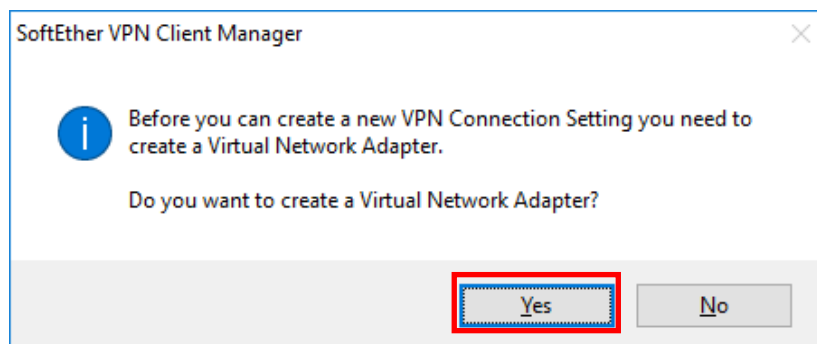 SoftEther VPN Client Manager
Before you can create a new VPN Connection Setting you need to
create a Virtual Network Adapter.
Do you want to create a Virtual Network Adapter?
Yes
No